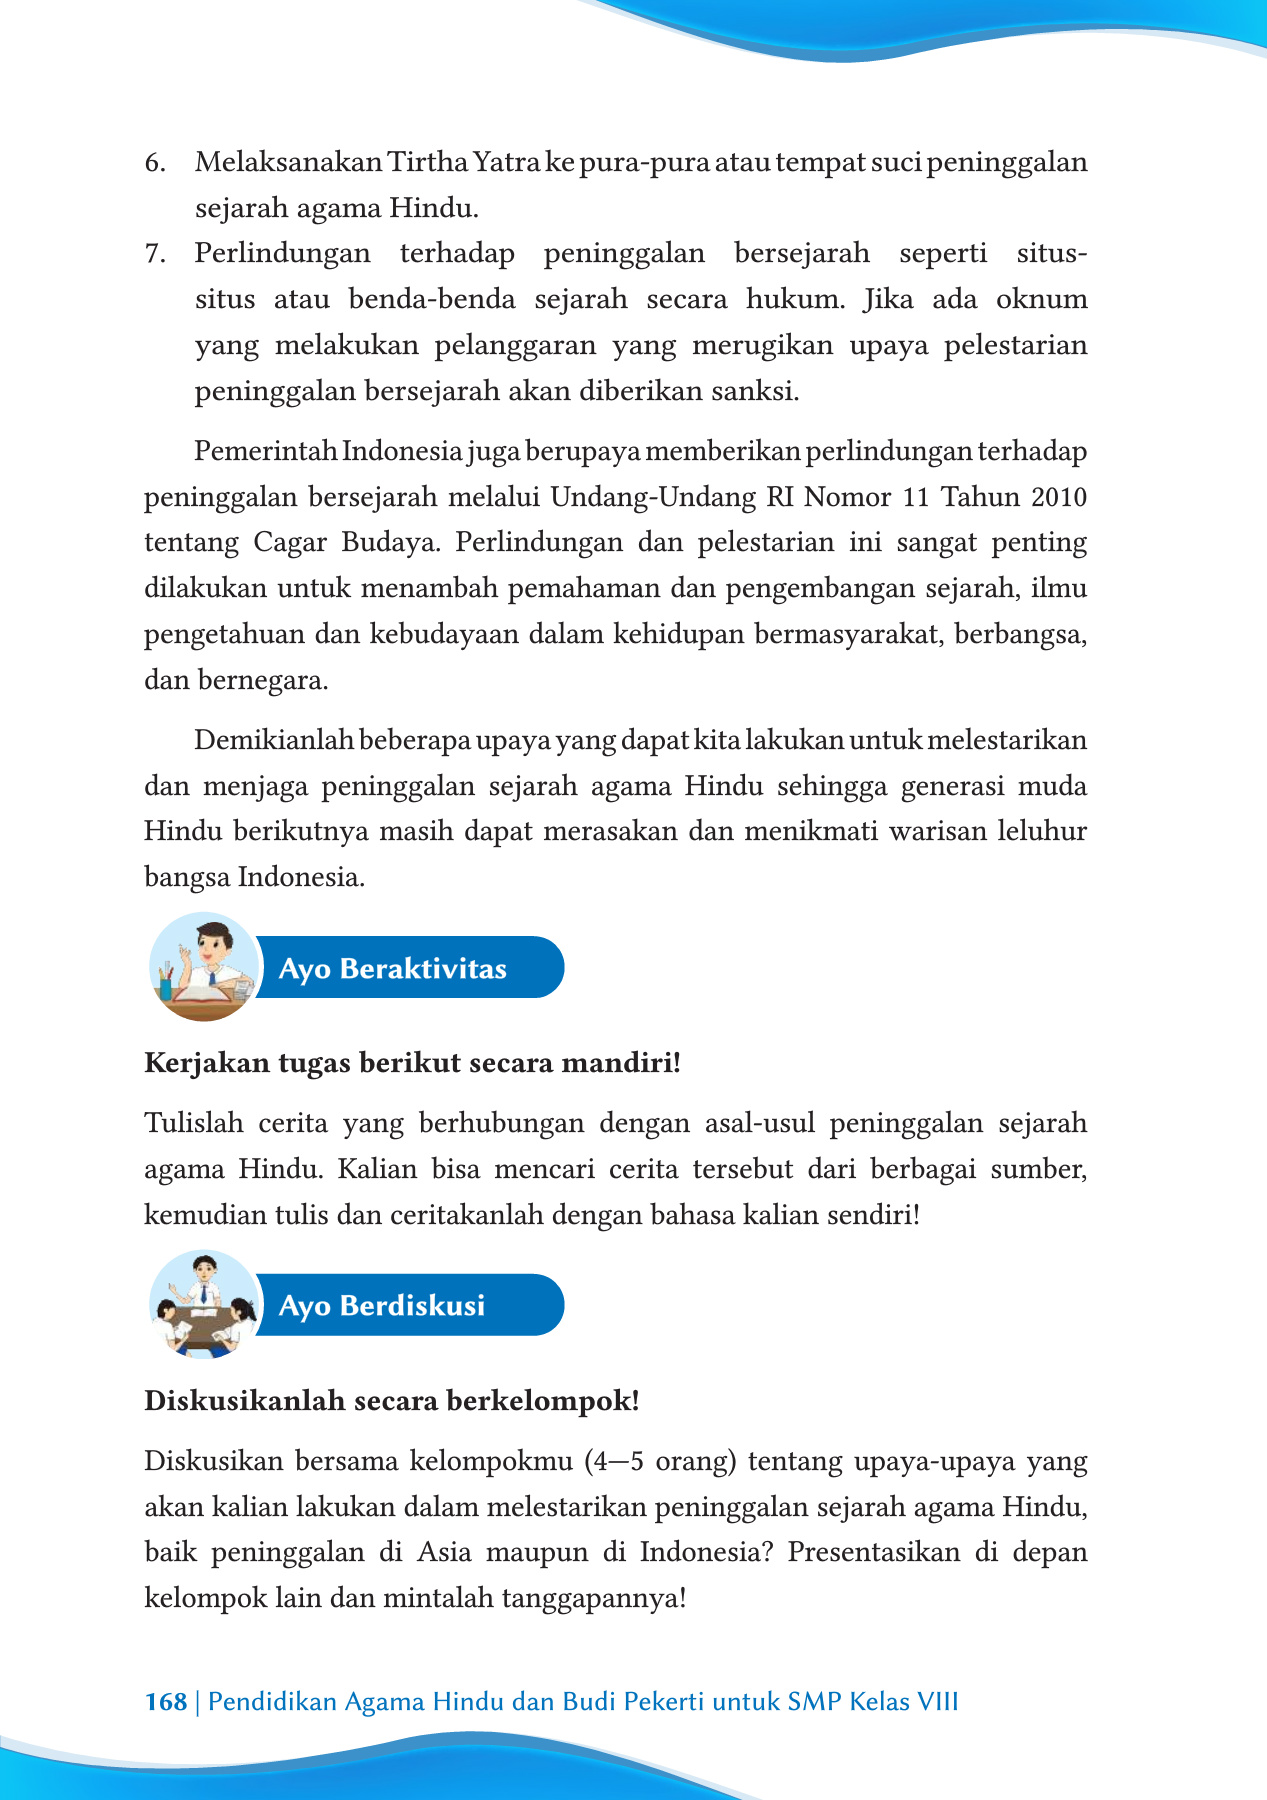 6. Melaksanakan Tirtha Yatra ke pura-pura atau tempat suci peninggalan
sejarah agama Hindu.
7. Perlindungan terhadap peninggalan bersejarah seperti situs-
situs atau benda-benda sejarah secara hukum. Jika ada oknum
yang melakukan pelanggaran yang merugikan upaya pelestarian
peninggalan bersejarah akan diberikan sanksi.
Pemerintah Indonesia juga berupaya memberikan perlindungan terhadap
peninggalan bersejarah melalui Undang-Undang RI Nomor 11 Tahun 2010
tentang Cagar Budaya. Perlindungan dan pelestarian ini sangat penting
dilakukan untuk menambah pemahaman dan pengembangan sejarah, ilmu
pengetahuan dan kebudayaan dalam kehidupan bermasyarakat, berbangsa,
dan bernegara.
Demikianlah beberapa upaya yang dapat kita lakukan untuk melestarikan
dan menjaga peninggalan sejarah agama Hindu sehingga generasi muda
Hindu berikutnya masih dapat merasakan dan menikmati warisan leluhur
bangsa Indonesia.
Ayo Beraktivitas
Kerjakan tugas berikut secara mandiri!
Tulislah cerita yang berhubungan dengan asal-usul peninggalan sejarah
agama Hindu. Kalian bisa mencari cerita tersebut dari berbagai sumber,
kemudian tulis dan ceritakanlah dengan bahasa kalian sendiri!
Ayo Berdiskusi
Diskusikanlah secara berkelompok!
Diskusikan bersama kelompokmu (4—5 orang) tentang upaya-upaya yang
akan kalian lakukan dalam melestarikan peninggalan sejarah agama Hindu,
baik peninggalan di Asia maupun di Indonesia? Presentasikan di depan
kelompok lain dan mintalah tanggapannya!
168 | Pendidikan Agama Hindu dan Budi Pekerti untuk SMP Kelas VIII